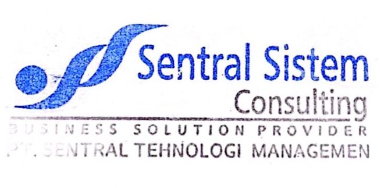 Sentral Sistem
Consulting
BUSINESS SOLUTION PROVIDER
PT. SENTRAL TEHNOLOGI MANAGEMEN